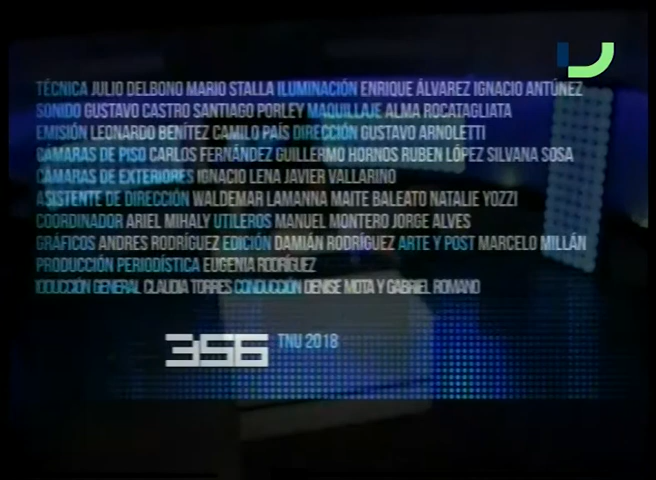 TÉCNICA JULIO DELBONO MARIO STALLA ILUMINACIÓN ENRIQUE ÁLVAREZ IGNACIO ANTÚNEZ
SONIDO GUSTAVO CASTRO SANTIAGO PORLEY MAQUILLAJE ALMA ROCATAGLIATA
EMISIÓN LEONARDO BENÍTEZ CAMILO PAÍS DIRECCIÓN GUSTAVO ARNOLETTI
CÁMARAS DE PISO CARLOS FERNÁNDEZ GUILLERMO HORNOS RUBEN LÓPEZ SILVANA SOSA
CÁMARAS DE EXTERIORES IGNACIO LENA JAVIER VALLARINO
ASISTENTE DE DIRECCIÓN WALDEMAR LAMANNA MAITE BALEATO NATALIE YOZZI
COORDINADOR ARIEL MIHALY UTILEROS MANUEL MONTERO JORGE ALVES
GRÁFICOS ANDRES RODRÍGUEZ EDICIÓN DAMIÁN RODRÍGUEZ ARTE Y POST MARCELO MILLÁN
PRODUCCIÓN PERIODÍSTICA EUGENIA RODRÍGUEZ
GENERAL CLAUDIA TORRES CONDUCCIÓN DENISE MOTA Y GABRIEL ROMANO
356 TNU 2018